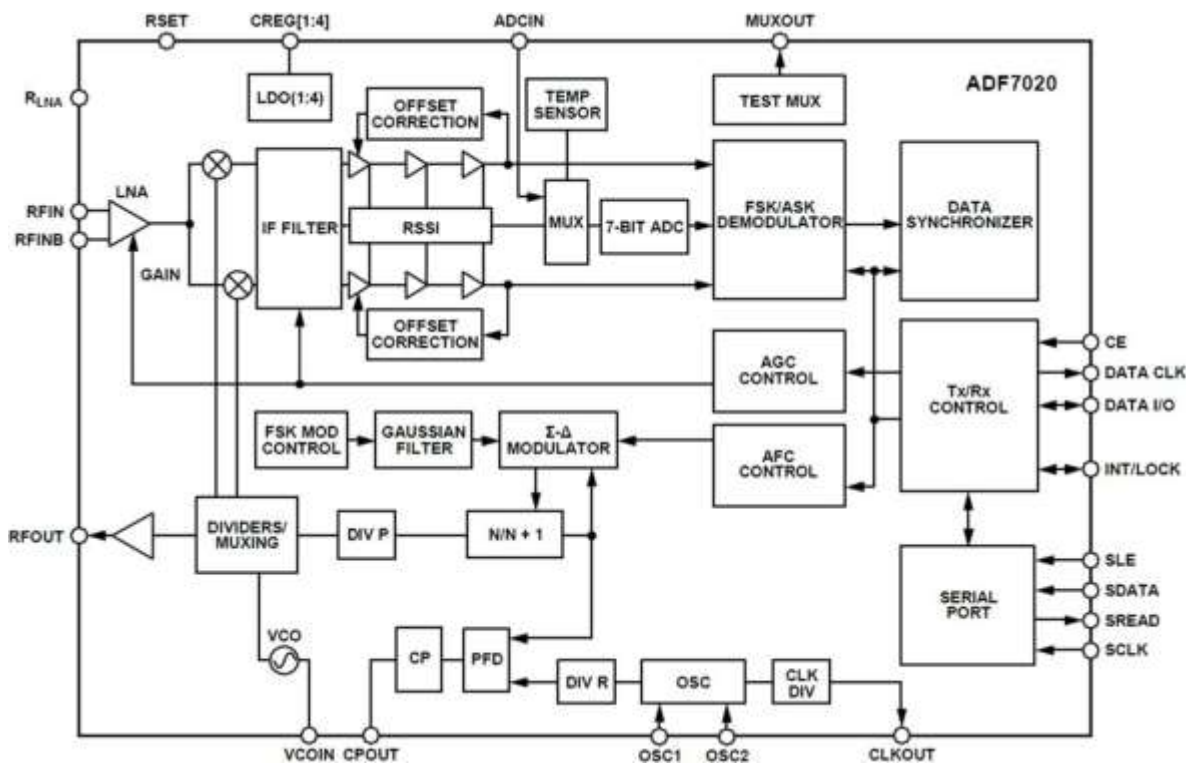 RSET
CREG[1:4]
ADCIN
MUXOUT
ADF7020
RLNA
LDO(1:4)
OFFSET
CORRECTION
TEMP
SENSOR
TEST MUX
LNA
RFIN
RFINB
GAIN
IF FILTER
RSSI
MUX
7-BIT ADC
FSK/ASK
DEMODULATOR
DATA
SYNCHRONIZER
OFFSET
CORRECTION
AGC
CONTROL
Tx/Rx
CONTROL
CE
DATA CLK
DATA I/O
INT/LOCK
FSK MOD
CONTROL
GAUSSIAN
FILTER
Σ-Δ
MODULATOR
AFC
CONTROL
RFOUT
DIVIDERS/
MUXING
DIV P
N/N + 1
SERIAL
PORT
SLE
SDATA
SREAD
SCLK
VCO
CP
PFD
DIV R
OSC
CLK
DIV
VCOIN
CPOUT
OSC1
OSC2
CLKOUT